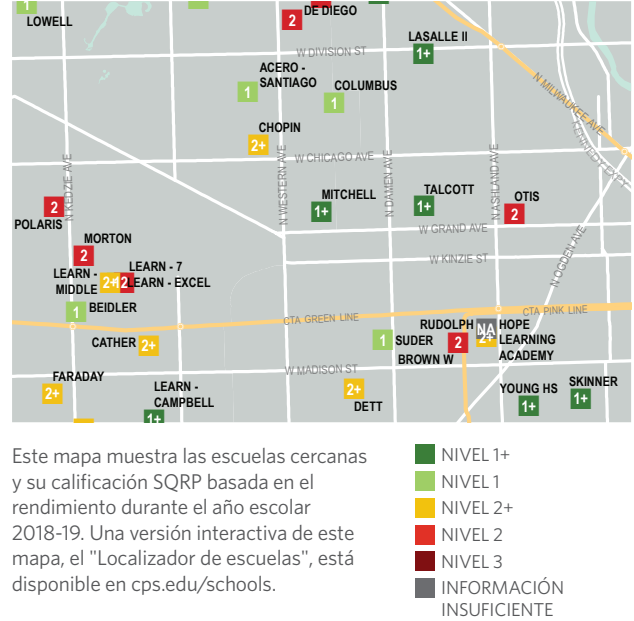 DE DIEGO
1
LOWELL
2
LASALLE II
W DIVISION ST
1+
ACERO -
SANTIAGO
COLUMBUS
1
1
N MILWAUKEE AVE
KENNEDY EXPY
CHOPIN
2+
W CHICAGO AVE
N KEDZIE AVE
N WESTERN AVE
N DAMEN AVE
N ASHLAND AVE
MITCHELL
TALCOTT
OTIS
2
1+
1+
2
POLARIS
W GRAND AVE
MORTON
2
W KINZIE ST
N OGDEN AVE
LEARN -
MIDDLE
2+
2
LEARN - 7
LEARN - EXCEL
1
BEIDLER
CTA GREEN LINE
CTA PINK LINE
CATHER
2+
1
SUDER
RUDOLPH
BROWN W
2
NA
2+
HOPE
LEARNING
ACADEMY
W MADISON ST
FARADAY
2+
LEARN -
CAMPBELL
1+
2+
DETT
YOUNG HS
1+
SKINNER
1+
Este mapa muestra las escuelas cercanas
y su calificación SQRP basada en el
rendimiento durante el año escolar
2018-19. Una versión interactiva de este
mapa, el "Localizador de escuelas", está
disponible en cps.edu/schools.
NIVEL 1+
NIVEL 1
NIVEL 2+
NIVEL 2
NIVEL 3
INFORMACIÓN
INSUFICIENTE